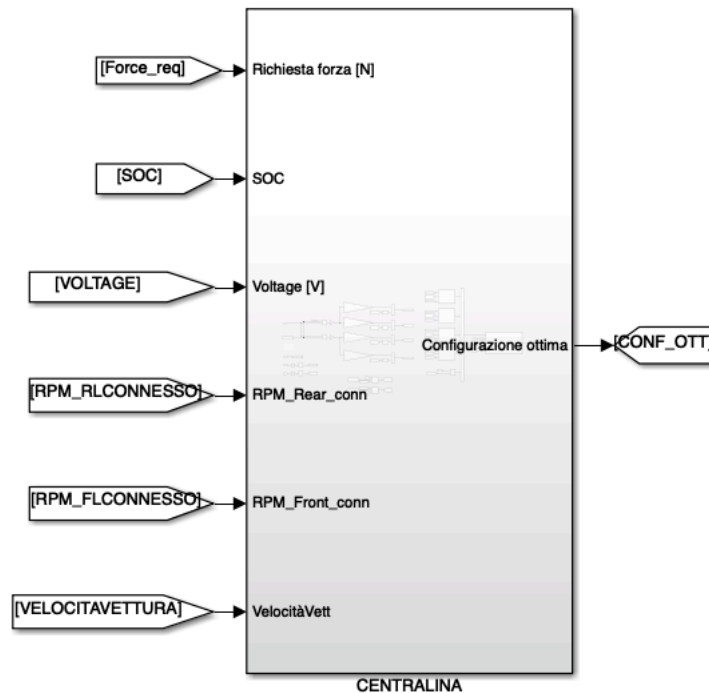 [Force_req]
Richiesta forza [N]
[SOC]
SOC
[VOLTAGE]
Voltage [V]
Configurazione ottima
[CONF_OTT]
[RPM_RLCONNESSO]
RPM_Rear_conn
[RPM_FLCONNESSO]
RPM_Front_conn
[VELOCITAVETTURA]
VelocitàVett
CENTRALINA